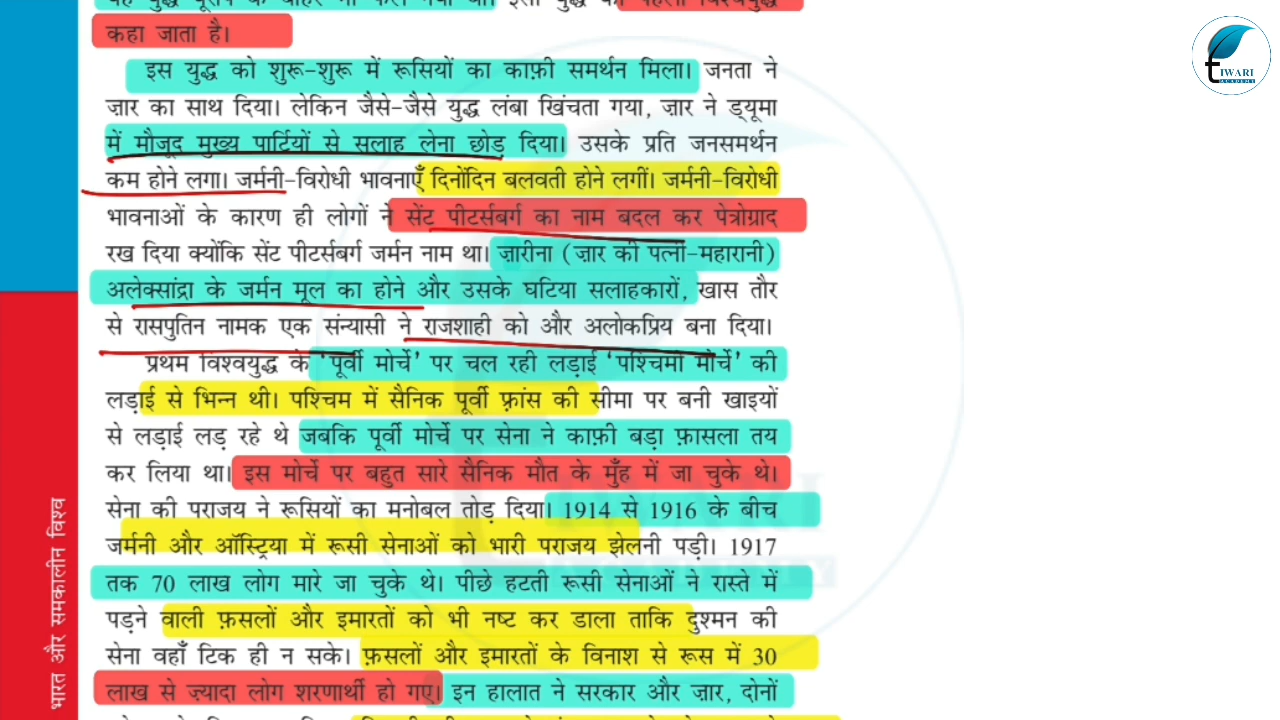 कहा जाता है।
इस युद्ध को शुरू-शुरू में रूसियों का काफ़ी समर्थन मिला। जनता ने
ज़ार का साथ दिया। लेकिन जैसे-जैसे युद्ध लंबा खिंचता गया, ज़ार ने ड्यूमा
में मौजूद मुख्य पार्टियों से सलाह लेना छोड़ दिया। उसके प्रति जनसमर्थन
कम होने लगा। जर्मनी-विरोधी भावनाएँ दिनोंदिन बलवती होने लगीं। जर्मनी-विरोधी
भावनाओं के कारण ही लोगों ने सेंट पीटर्सबर्ग का नाम बदल कर पेत्रोग्राद
रख दिया क्योंकि सेंट पीटर्सबर्ग जर्मन नाम था। ज़ारीना (ज़ार की पत्नी-महारानी)
अलेक्सांद्रा के जर्मन मूल का होने और उसके घटिया सलाहकारों, खास तौर
से रासपुतिन नामक एक संन्यासी ने राजशाही को और अलोकप्रिय बना दिया।
प्रथम विश्वयुद्ध के 'पूर्वी मोर्चे' पर चल रही लड़ाई 'पश्चिमी मोर्चे' की
लड़ाई से भिन्न थी। पश्चिम में सैनिक पूर्वी फ़्रांस की सीमा पर बनी खाइयों
से लड़ाई लड़ रहे थे जबकि पूर्वी मोर्चे पर सेना ने काफ़ी बड़ा फ़ासला तय
कर लिया था। इस मोर्चे पर बहुत सारे सैनिक मौत के मुँह में जा चुके थे।
सेना की पराजय ने रूसियों का मनोबल तोड़ दिया। 1914 से 1916 के बीच
जर्मनी और ऑस्ट्रिया में रूसी सेनाओं को भारी पराजय झेलनी पड़ी। 1917
तक 70 लाख लोग मारे जा चुके थे। पीछे हटती रूसी सेनाओं ने रास्ते में
पड़ने वाली फ़सलों और इमारतों को भी नष्ट कर डाला ताकि दुश्मन की
सेना वहाँ टिक ही न सके। फ़सलों और इमारतों के विनाश से रूस में 30
लाख से ज़्यादा लोग शरणार्थी हो गए। इन हालात ने सरकार और ज़ार, दोनों
भारत और समकालीन विश्व
TIWARI
ACADEMY